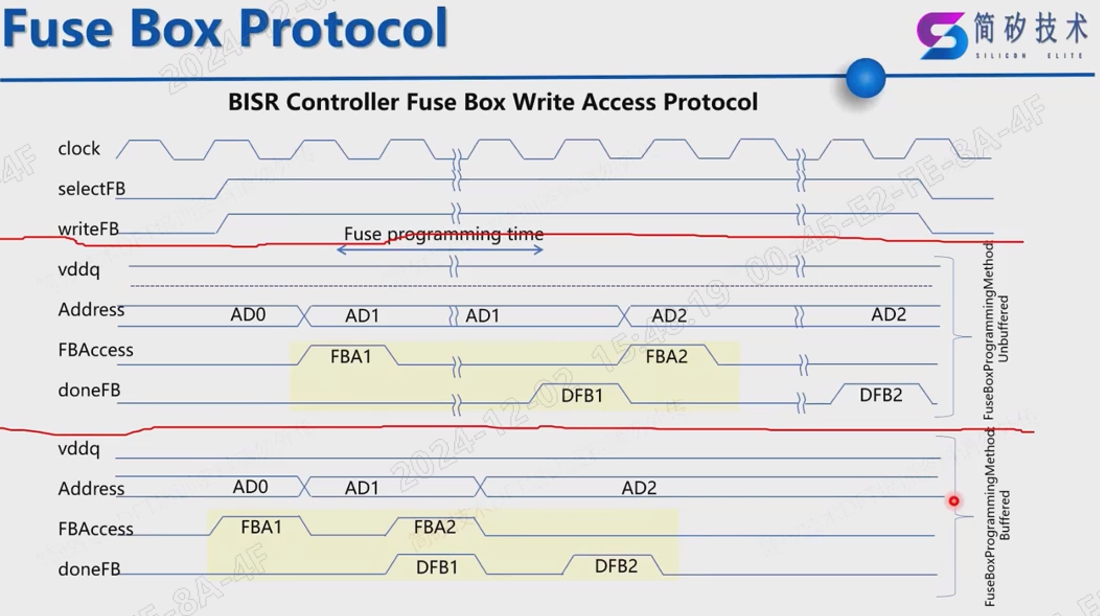 Fuse Box Protocol
简矽技术
SILICON ELITE
BISR Controller Fuse Box Write Access Protocol
clock
selectFB
writeFB
Fuse programming time
vddq
Address AD0 AD1 AD1 AD2 AD2
FBAccess FBA1 FBA2
doneFB DFB1 DFB2
FuseBoxProgrammingMethod:
Unbuffered
vddq
Address AD0 AD1 AD2
FBAccess FBA1 FBA2
doneFB DFB1 DFB2
FuseBoxProgrammingMethod:
Buffered
2024-12-02 15:48:19 00-45-E2-FE-8A-4F